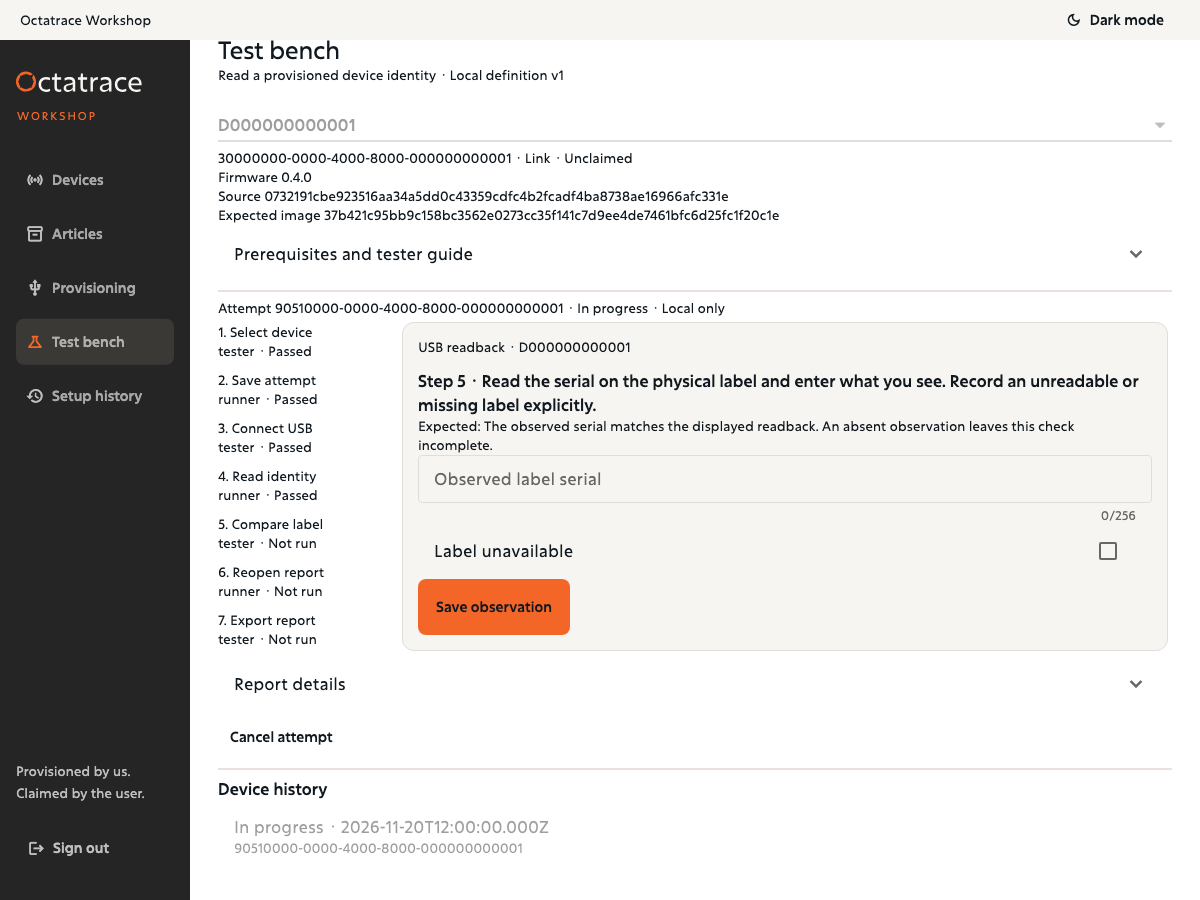 Octatrace Workshop
Dark mode
Octatrace
WORKSHOP
Devices
Articles
Provisioning
Test bench
Setup history
Provisioned by us.
Claimed by the user.
Sign out
Test bench
Read a provisioned device identity · Local definition v1
D000000000001
30000000-0000-4000-8000-000000000001 · Link · Unclaimed
Firmware 0.4.0
Source 0732191cbe923516aa34a5dd0c43359cdfc4b2fcadf4ba8738ae16966afc331e
Expected image 37b421c95bb9c158bc3562e0273cc35f141c7d9ee4de7461bfc6d25fc1f20c1e
Prerequisites and tester guide
Attempt 90510000-0000-4000-8000-000000000001 · In progress · Local only
1. Select device
tester · Passed
2. Save attempt
runner · Passed
3. Connect USB
tester · Passed
4. Read identity
runner · Passed
5. Compare label
tester · Not run
6. Reopen report
runner · Not run
7. Export report
tester · Not run
USB readback · D000000000001
Step 5 · Read the serial on the physical label and enter what you see. Record an unreadable or
missing label explicitly.
Expected: The observed serial matches the displayed readback. An absent observation leaves this check
incomplete.
Observed label serial
0/256
Label unavailable
Save observation
Report details
Cancel attempt
Device history
In progress · 2026-11-20T12:00:00.000Z
90510000-0000-4000-8000-000000000001